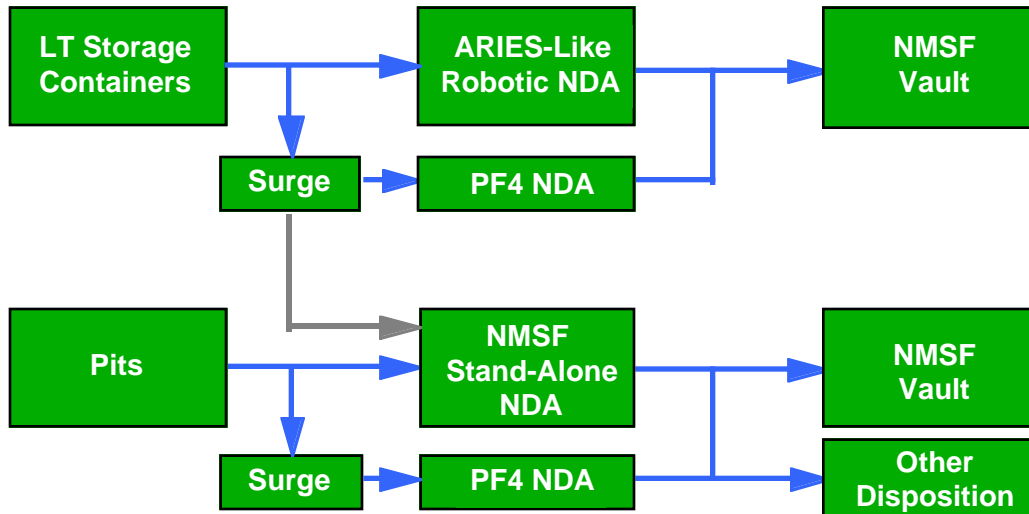 LT Storage
Containers
ARIES-Like
Robotic NDA
NMSF
Vault
Surge
PF4 NDA
Pits
NMSF
Stand-Alone
NDA
NMSF
Vault
Surge
PF4 NDA
Other
Disposition